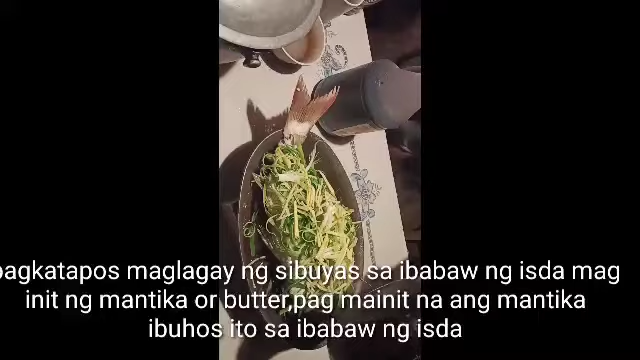 pagkatapos maglagay ng sibuyas sa ibabaw ng isda mag
init ng mantika or butter,pag mainit na ang mantika
ibuhos ito sa ibabaw ng isda